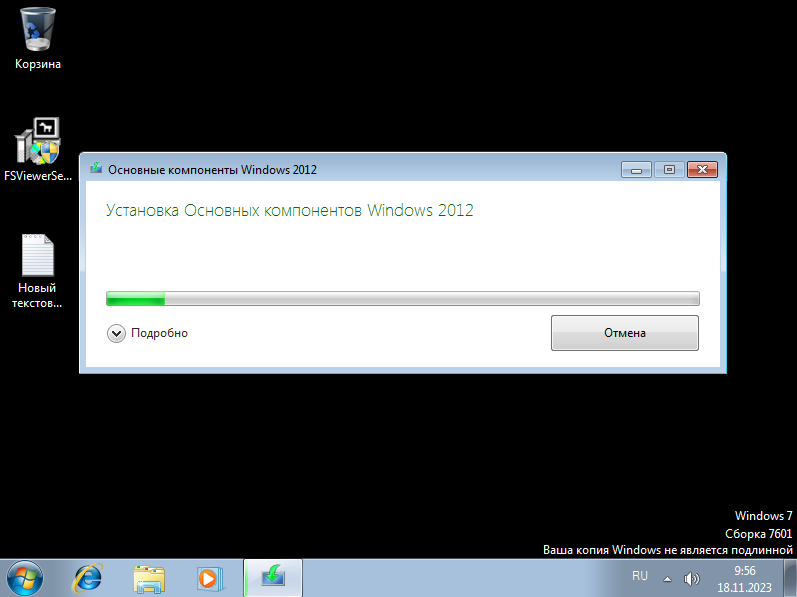 Корзина
FSViewerSe...
Новый
текстов...
Основные компоненты Windows 2012
Установка Основных компонентов Windows 2012
Подробно
Отмена
Windows 7
Сборка 7601
Ваша копия Windows не является подлинной
RU
9:56
18.11.2023